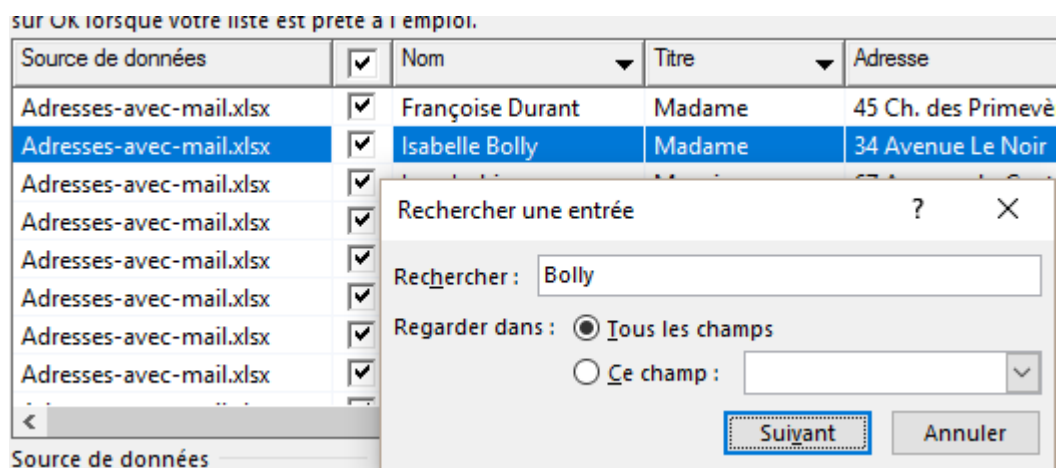 sur OK lorsque votre liste est prête à l'emploi.
Source de données Nom Titre Adresse
Adresses-avec-mail.xlsx Françoise Durant Madame 45 Ch. des Primevè
Adresses-avec-mail.xlsx Isabelle Bolly Madame 34 Avenue Le Noir
Adresses-avec-mail.xlsx
Adresses-avec-mail.xlsx
Adresses-avec-mail.xlsx
Adresses-avec-mail.xlsx
Adresses-avec-mail.xlsx
Adresses-avec-mail.xlsx
Rechercher une entrée ? X
Rechercher : Bolly
Regarder dans : Tous les champs
Ce champ :
Suivant Annuler
Source de données